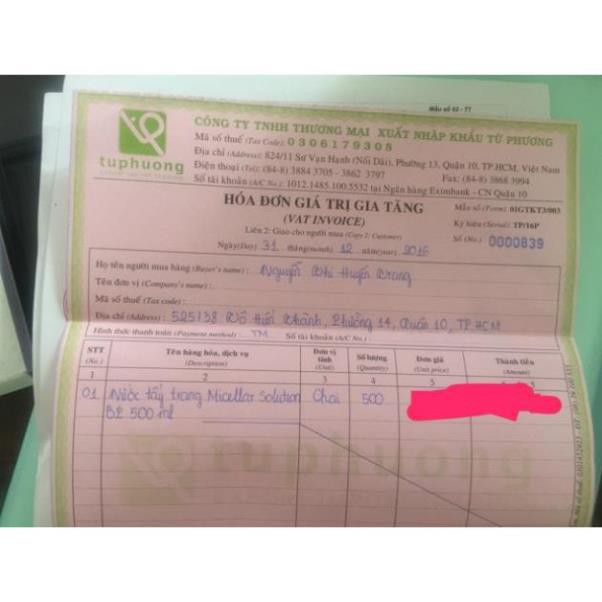 Mẫu số 02 - TT
tuphuong
CÔNG TY TNHH THƯƠNG MẠI XUẤT NHẬP KHẨU TỪ PHƯƠNG
Mã số thuế (Tax Code): 0306179308
Địa chỉ (Address): 824/11 Sư Vạn Hạnh (Nối Dài), Phường 13, Quận 10, TP.HCM, Việt Nam
Điện thoại (Tel): (84-8) 3884 3705 - 3862 3797 Fax: (84-8) 3868 3994
Số tài khoản (A/C No.): 1012.1485.100.5532 tại Ngân hàng Eximbank - CN Quận 10
HÓA ĐƠN GIÁ TRỊ GIA TĂNG Mẫu số (Form): 01GTKT3/003
(VAT INVOICE) Ký hiệu (Serial): TP/16P
Liên 2: Giao cho người mua (Copy 2: Customer) Số (No.): 0000839
Ngày (Date) 31 tháng (month) 12 năm (year) 2016
Họ tên người mua hàng (Buyer's name): Nguyễn Thị Huyền Trang
Tên đơn vị (Company's name):
Mã số thuế (Tax code):
Địa chỉ (Address): 525/38 Tô Hiến Thành, Phường 14, Quận 10, TP.HCM
Hình thức thanh toán (Payment method): TM Số tài khoản (A/C No.):
STT Tên hàng hóa, dịch vụ Đơn vị tính Số lượng Đơn giá Thành tiền
(No.) (Description) (Unit) (Quantity) (Unit price) (Amount)
1 2 3 4 5
01 Nước tẩy trang Micellar Solution Chai 500
B2 500 ml
tuphuong